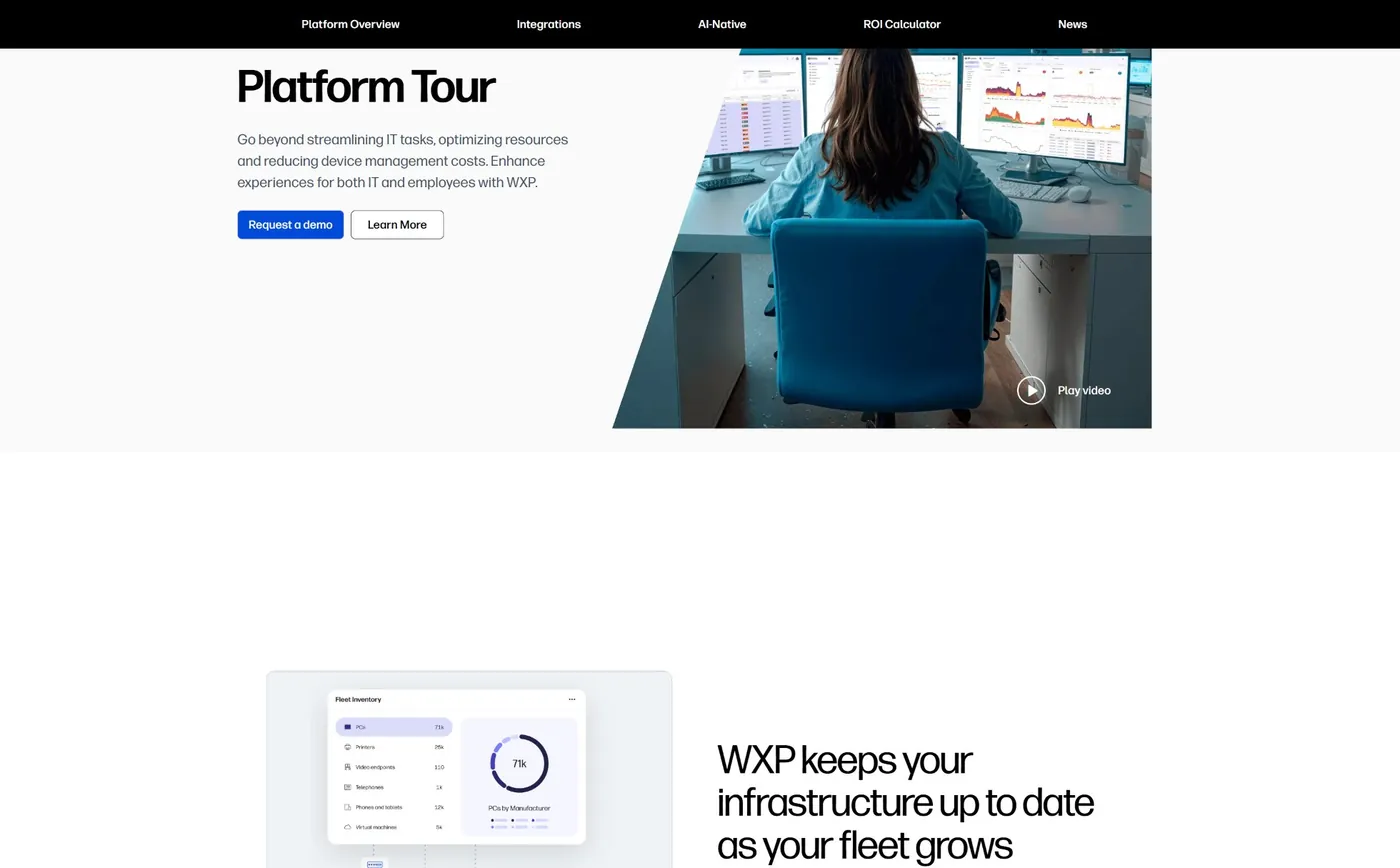 Platform Overview
Integrations
AI-Native
ROI Calculator
News
Platform Tour
Go beyond streamlining IT tasks, optimizing resources
and reducing device management costs. Enhance
experiences for both IT and employees with WXP.
Request a demo
Learn More
Play video
Fleet Inventory
PCs 71k
Printers 26k
Video endpoints 110
Telephones 1k
Phones and tablets 12k
Virtual machines 5k
71k
PCs by Manufacturer
WXP keeps your
infrastructure up to date
as your fleet grows